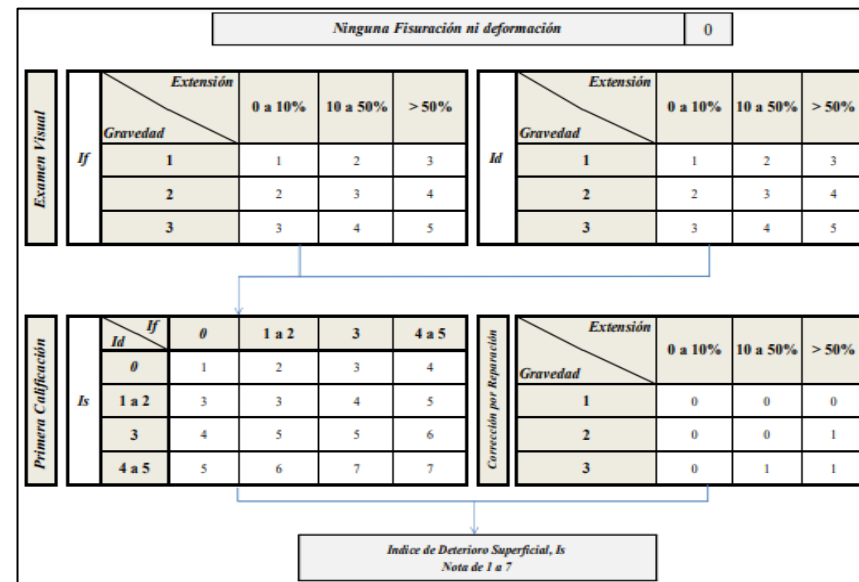 Ninguna Fisuración ni deformación 0
Examen Visual
If
Extensión
Gravedad
0 a 10% 10 a 50% > 50%
1 1 2 3
2 2 3 4
3 3 4 5
Id
Extensión
Gravedad
0 a 10% 10 a 50% > 50%
1 1 2 3
2 2 3 4
3 3 4 5
Primera Calificación
Is
If
Id
0 1 a 2 3 4 a 5
0 1 2 3 4
1 a 2 3 3 4 5
3 4 5 5 6
4 a 5 5 6 7 7
Corrección por Reparación
Extensión
Gravedad
0 a 10% 10 a 50% > 50%
1 0 0 0
2 0 0 1
3 0 1 1
Indice de Deterioro Superficial, Is
Nota de 1 a 7